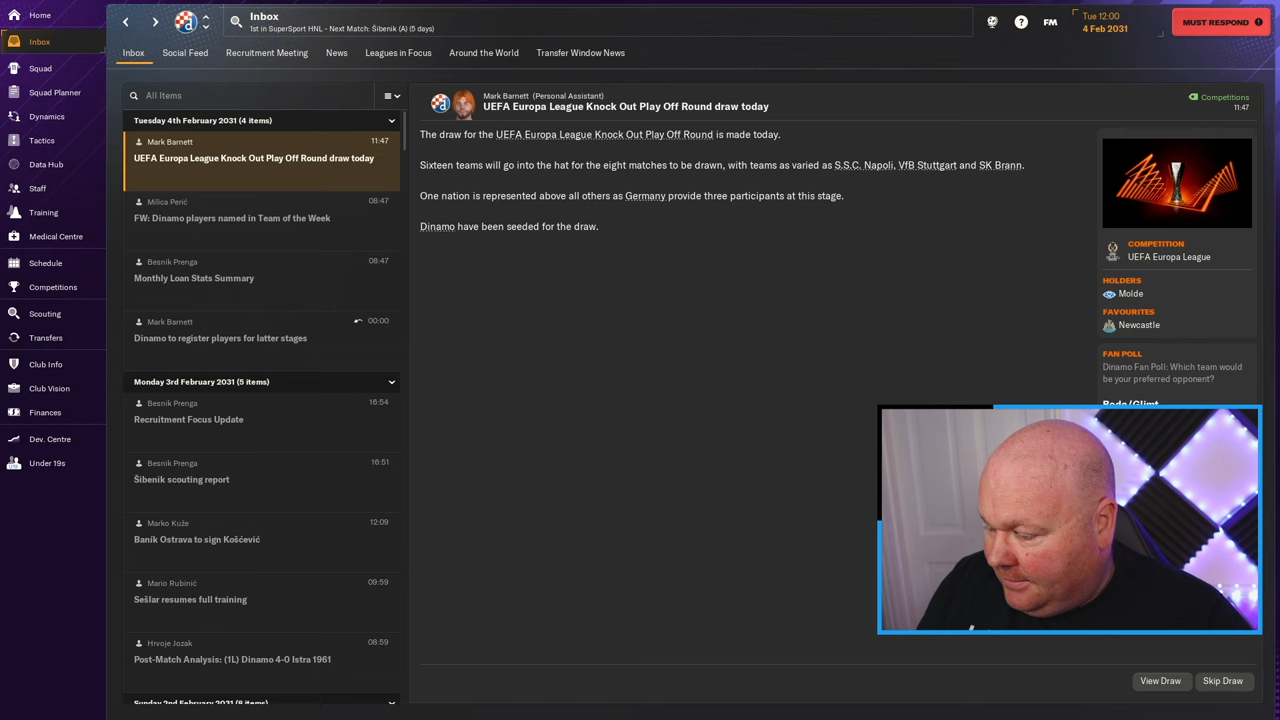 Home
Inbox
Squad
Squad Planner
Dynamics
Tactics
Data Hub
Staff
Training
Medical Centre
Schedule
Competitions
Scouting
Transfers
Club Info
Club Vision
Finances
Dev. Centre
Under 19s
Inbox
1st in SuperSport HNL - Next Match: Šibenik (A) (5 days)
FM
Tue 12:00
4 Feb 2031
MUST RESPOND
Inbox
Social Feed
Recruitment Meeting
News
Leagues in Focus
Around the World
Transfer Window News
All Items
Tuesday 4th February 2031 (4 items)
Mark Barnett 11:47
UEFA Europa League Knock Out Play Off Round draw today
Milica Perić 08:47
FW: Dinamo players named in Team of the Week
Besnik Prenga 08:47
Monthly Loan Stats Summary
Mark Barnett 00:00
Dinamo to register players for latter stages
Monday 3rd February 2031 (5 items)
Besnik Prenga 16:54
Recruitment Focus Update
Besnik Prenga 16:51
Šibenik scouting report
Marko Kuže 12:09
Baník Ostrava to sign Košćević
Mario Rubinić 09:59
Sešlar resumes full training
Hrvoje Jozak 08:59
Post-Match Analysis: (1L) Dinamo 4-0 Istra 1961
Sunday 2nd February 2031 (8 items)
Mark Barnett (Personal Assistant)
UEFA Europa League Knock Out Play Off Round draw today
Competitions
11:47
The draw for the UEFA Europa League Knock Out Play Off Round is made today.
Sixteen teams will go into the hat for the eight matches to be drawn, with teams as varied as S.S.C. Napoli, VfB Stuttgart and SK Brann.
One nation is represented above all others as Germany provide three participants at this stage.
Dinamo have been seeded for the draw.
COMPETITION
UEFA Europa League
HOLDERS
Molde
FAVOURITES
Newcastle
FAN POLL
Dinamo Fan Poll: Which team would
be your preferred opponent?
Bodø/Glimt
View Draw
Skip Draw